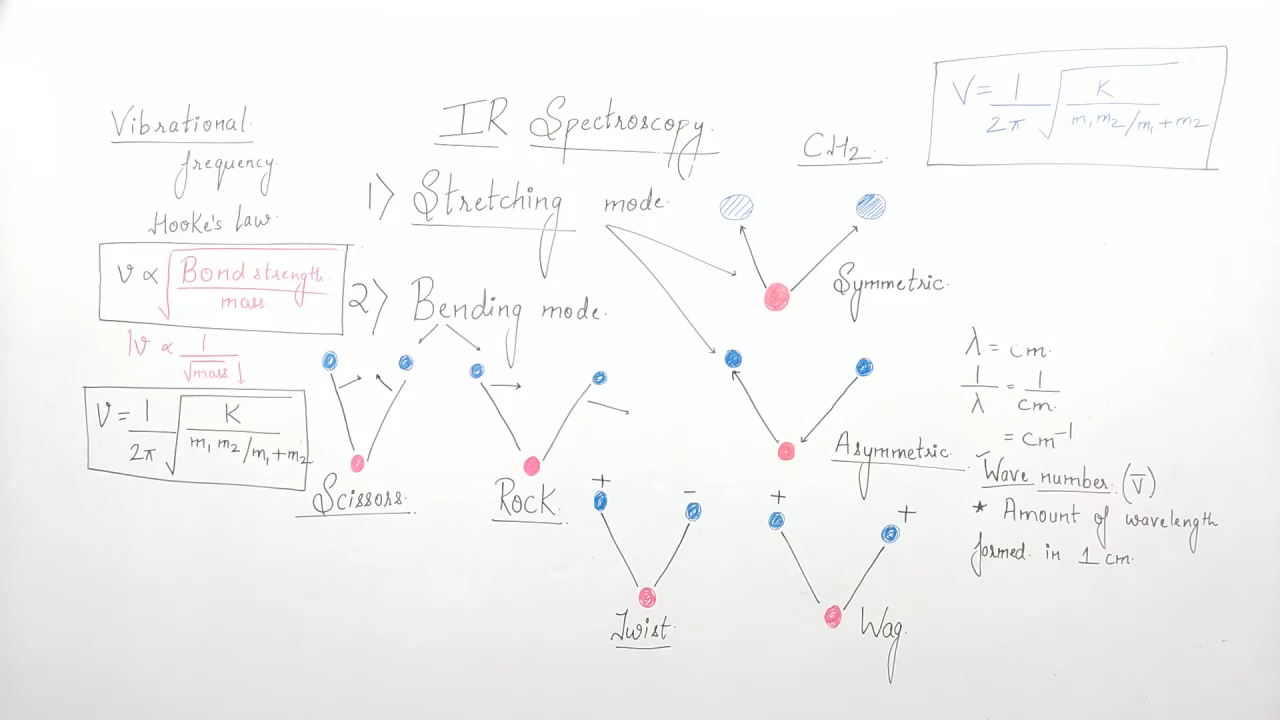 IR Spectroscopy.
Vibrational
frequency.
Hooke's law.
ν ∝ √(Bond strength / mass)
ν ∝ 1 / √mass ↓
ν = 1/2π √(K / m₁ m₂ / m₁ + m₂)
1) Stretching mode.
2) Bending mode.
Scissors.
Rock.
+ −
Twist.
+ +
Wag.
CH2.
Symmetric.
Asymmetric.
V = 1/2π √(K / m₁ m₂ / m₁ + m₂)
λ = cm.
1/λ = 1/cm.
= cm⁻¹
Wave number. (V̅)
* Amount of wavelength
formed in 1 cm.